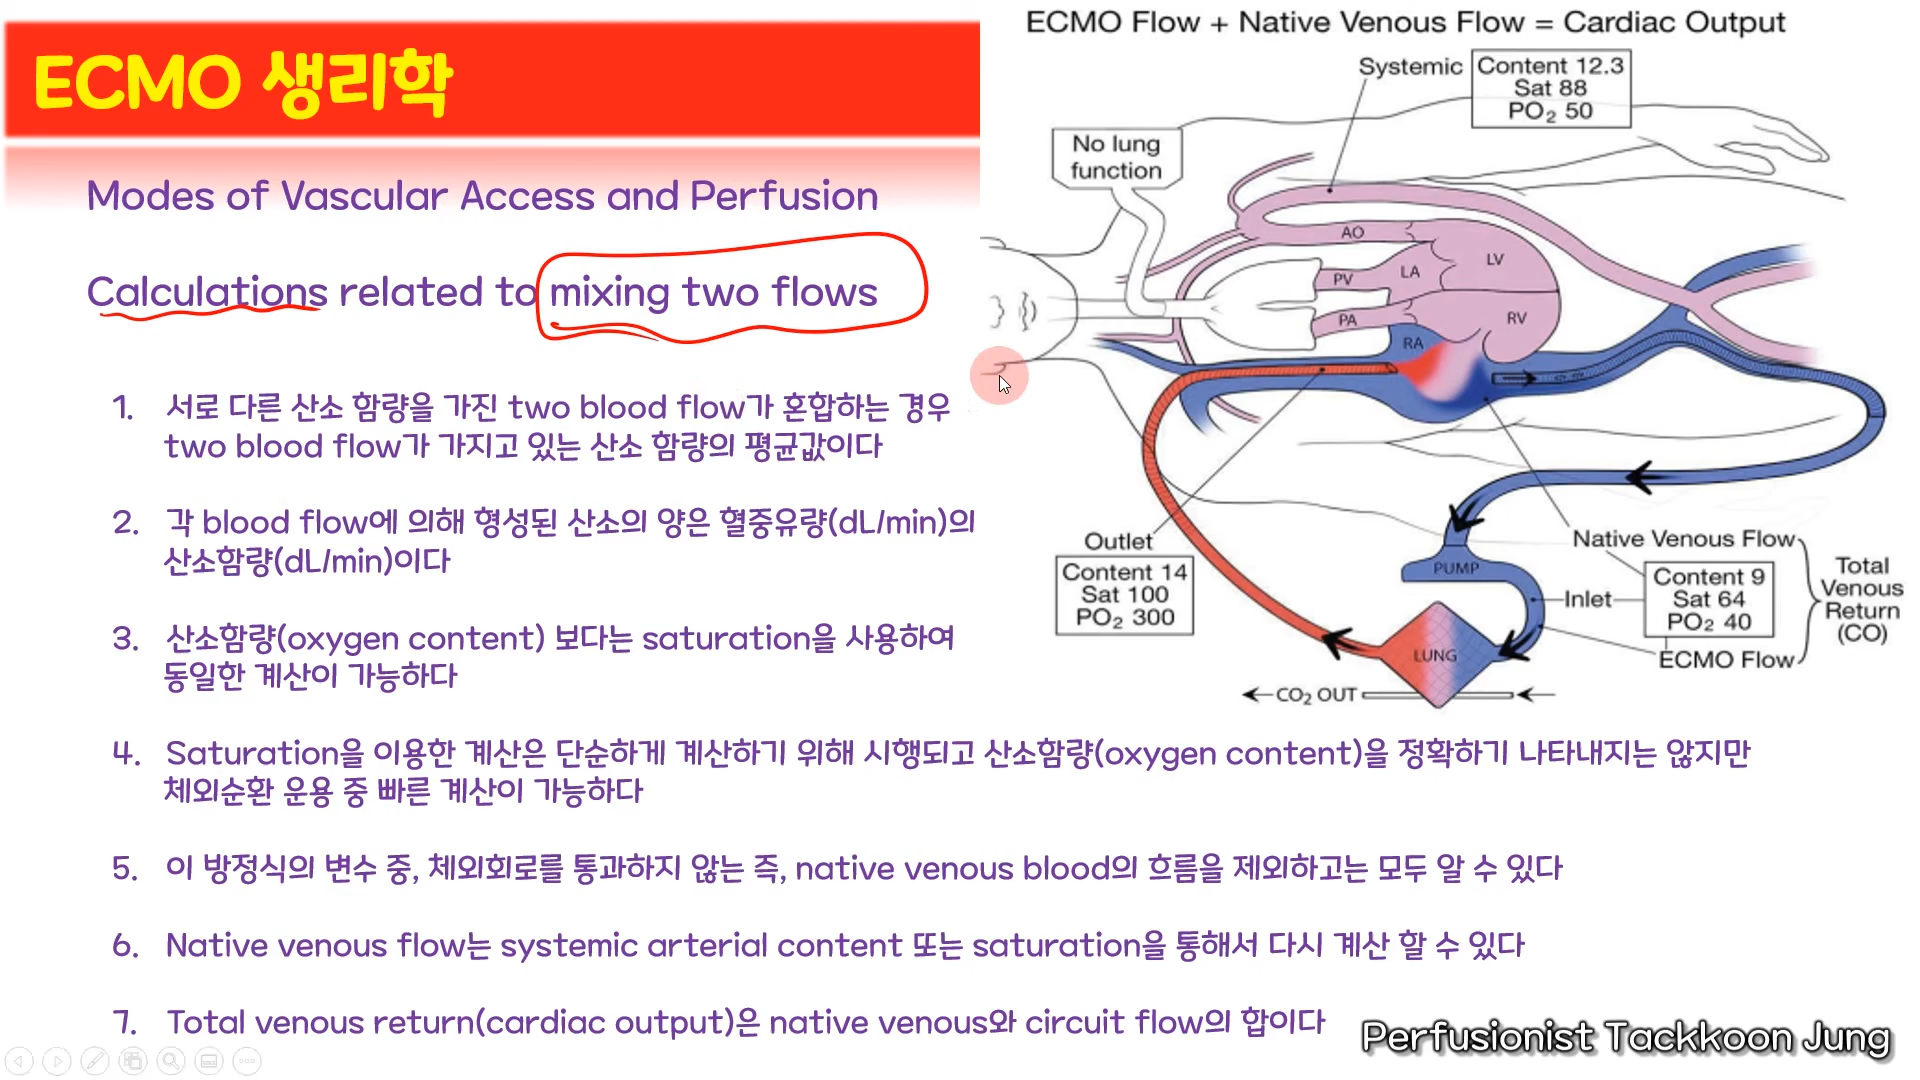 ECMO 생리학
Modes of Vascular Access and Perfusion
Calculations related to mixing two flows
1. 서로 다른 산소 함량을 가진 two blood flow가 혼합하는 경우
two blood flow가 가지고 있는 산소 함량의 평균값이다
2. 각 blood flow에 의해 형성된 산소의 양은 혈중유량(dL/min)의
산소함량(dL/min)이다
3. 산소함량(oxygen content) 보다는 saturation을 사용하여
동일한 계산이 가능하다
4. Saturation을 이용한 계산은 단순하게 계산하기 위해 시행되고 산소함량(oxygen content)을 정확하기 나타내지는 않지만
체외순환 운용 중 빠른 계산이 가능하다
5. 이 방정식의 변수 중, 체외회로를 통과하지 않는 즉, native venous blood의 흐름을 제외하고는 모두 알 수 있다
6. Native venous flow는 systemic arterial content 또는 saturation을 통해서 다시 계산 할 수 있다
7. Total venous return(cardiac output)은 native venous와 circuit flow의 합이다
ECMO Flow + Native Venous Flow = Cardiac Output
Systemic
Content 12.3
Sat 88
PO₂ 50
No lung
function
AO
LV
LA
PV
PA
RV
RA
Outlet
Content 14
Sat 100
PO₂ 300
PUMP
Native Venous Flow
Inlet
Content 9
Sat 64
PO₂ 40
Total
Venous
Return
(CO)
ECMO Flow
LUNG
CO₂ OUT
Perfusionist Tackkoon Jung